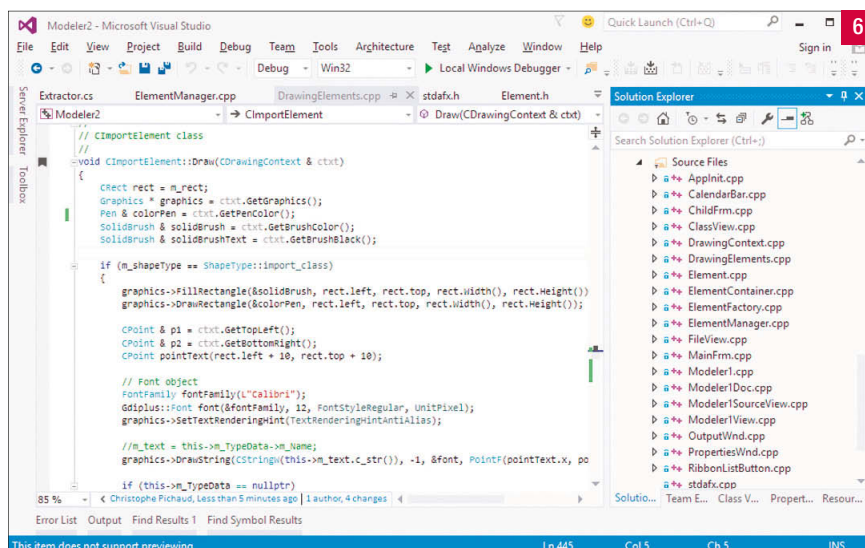 Modeler2 - Microsoft Visual Studio
Quick Launch (Ctrl+Q)
6
File Edit View Project Build Debug Team Tools Architecture Test Analyze Window Help
Sign in
Debug Win32 Local Windows Debugger
Server Explorer
Toolbox
Extractor.cs ElementManager.cpp DrawingElements.cpp stdafx.h Element.h
Modeler2 CImportElement Draw(CDrawingContext & ctxt)
//
// CImportElement class
//
void CImportElement::Draw(CDrawingContext & ctxt)
{
CRect rect = m_rect;
Graphics * graphics = ctxt.GetGraphics();
Pen & colorPen = ctxt.GetPenColor();
SolidBrush & solidBrush = ctxt.GetBrushColor();
SolidBrush & solidBrushText = ctxt.GetBrushBlack();
if (m_shapeType == ShapeType::import_class)
{
graphics->FillRectangle(&solidBrush, rect.left, rect.top, rect.Width(), rect.Height())
graphics->DrawRectangle(&colorPen, rect.left, rect.top, rect.Width(), rect.Height());
CPoint & p1 = ctxt.GetTopLeft();
CPoint & p2 = ctxt.GetBottomRight();
CPoint pointText(rect.left + 10, rect.top + 10);
// Font object
FontFamily fontFamily(L"Calibri");
Gdiplus::Font font(&fontFamily, 12, FontStyleRegular, UnitPixel);
graphics->SetTextRenderingHint(TextRenderingHintAntiAlias);
//m_text = this->m_TypeData->m_Name;
graphics->DrawString(CStringW(this->m_text.c_str()), -1, &font, PointF(pointText.x, po
if (this->m_TypeData == nullptr)
85 % Christophe Pichaud, Less than 5 minutes ago | 1 author, 4 changes
Solution Explorer
Search Solution Explorer (Ctrl+;)
Source Files
AppInit.cpp
CalendarBar.cpp
ChildFrm.cpp
ClassView.cpp
DrawingContext.cpp
DrawingElements.cpp
Element.cpp
ElementContainer.cpp
ElementFactory.cpp
ElementManager.cpp
FileView.cpp
MainFrm.cpp
Modeler1.cpp
Modeler1Doc.cpp
Modeler1SourceView.cpp
Modeler1View.cpp
OutputWnd.cpp
PropertiesWnd.cpp
RibbonListButton.cpp
stdafx.cpp
Solutio... Team E... Class V... Propert... Resour...
Error List Output Find Results 1 Find Symbol Results
This item does not support previewing Ln 445 Col 5 Ch 5 INS